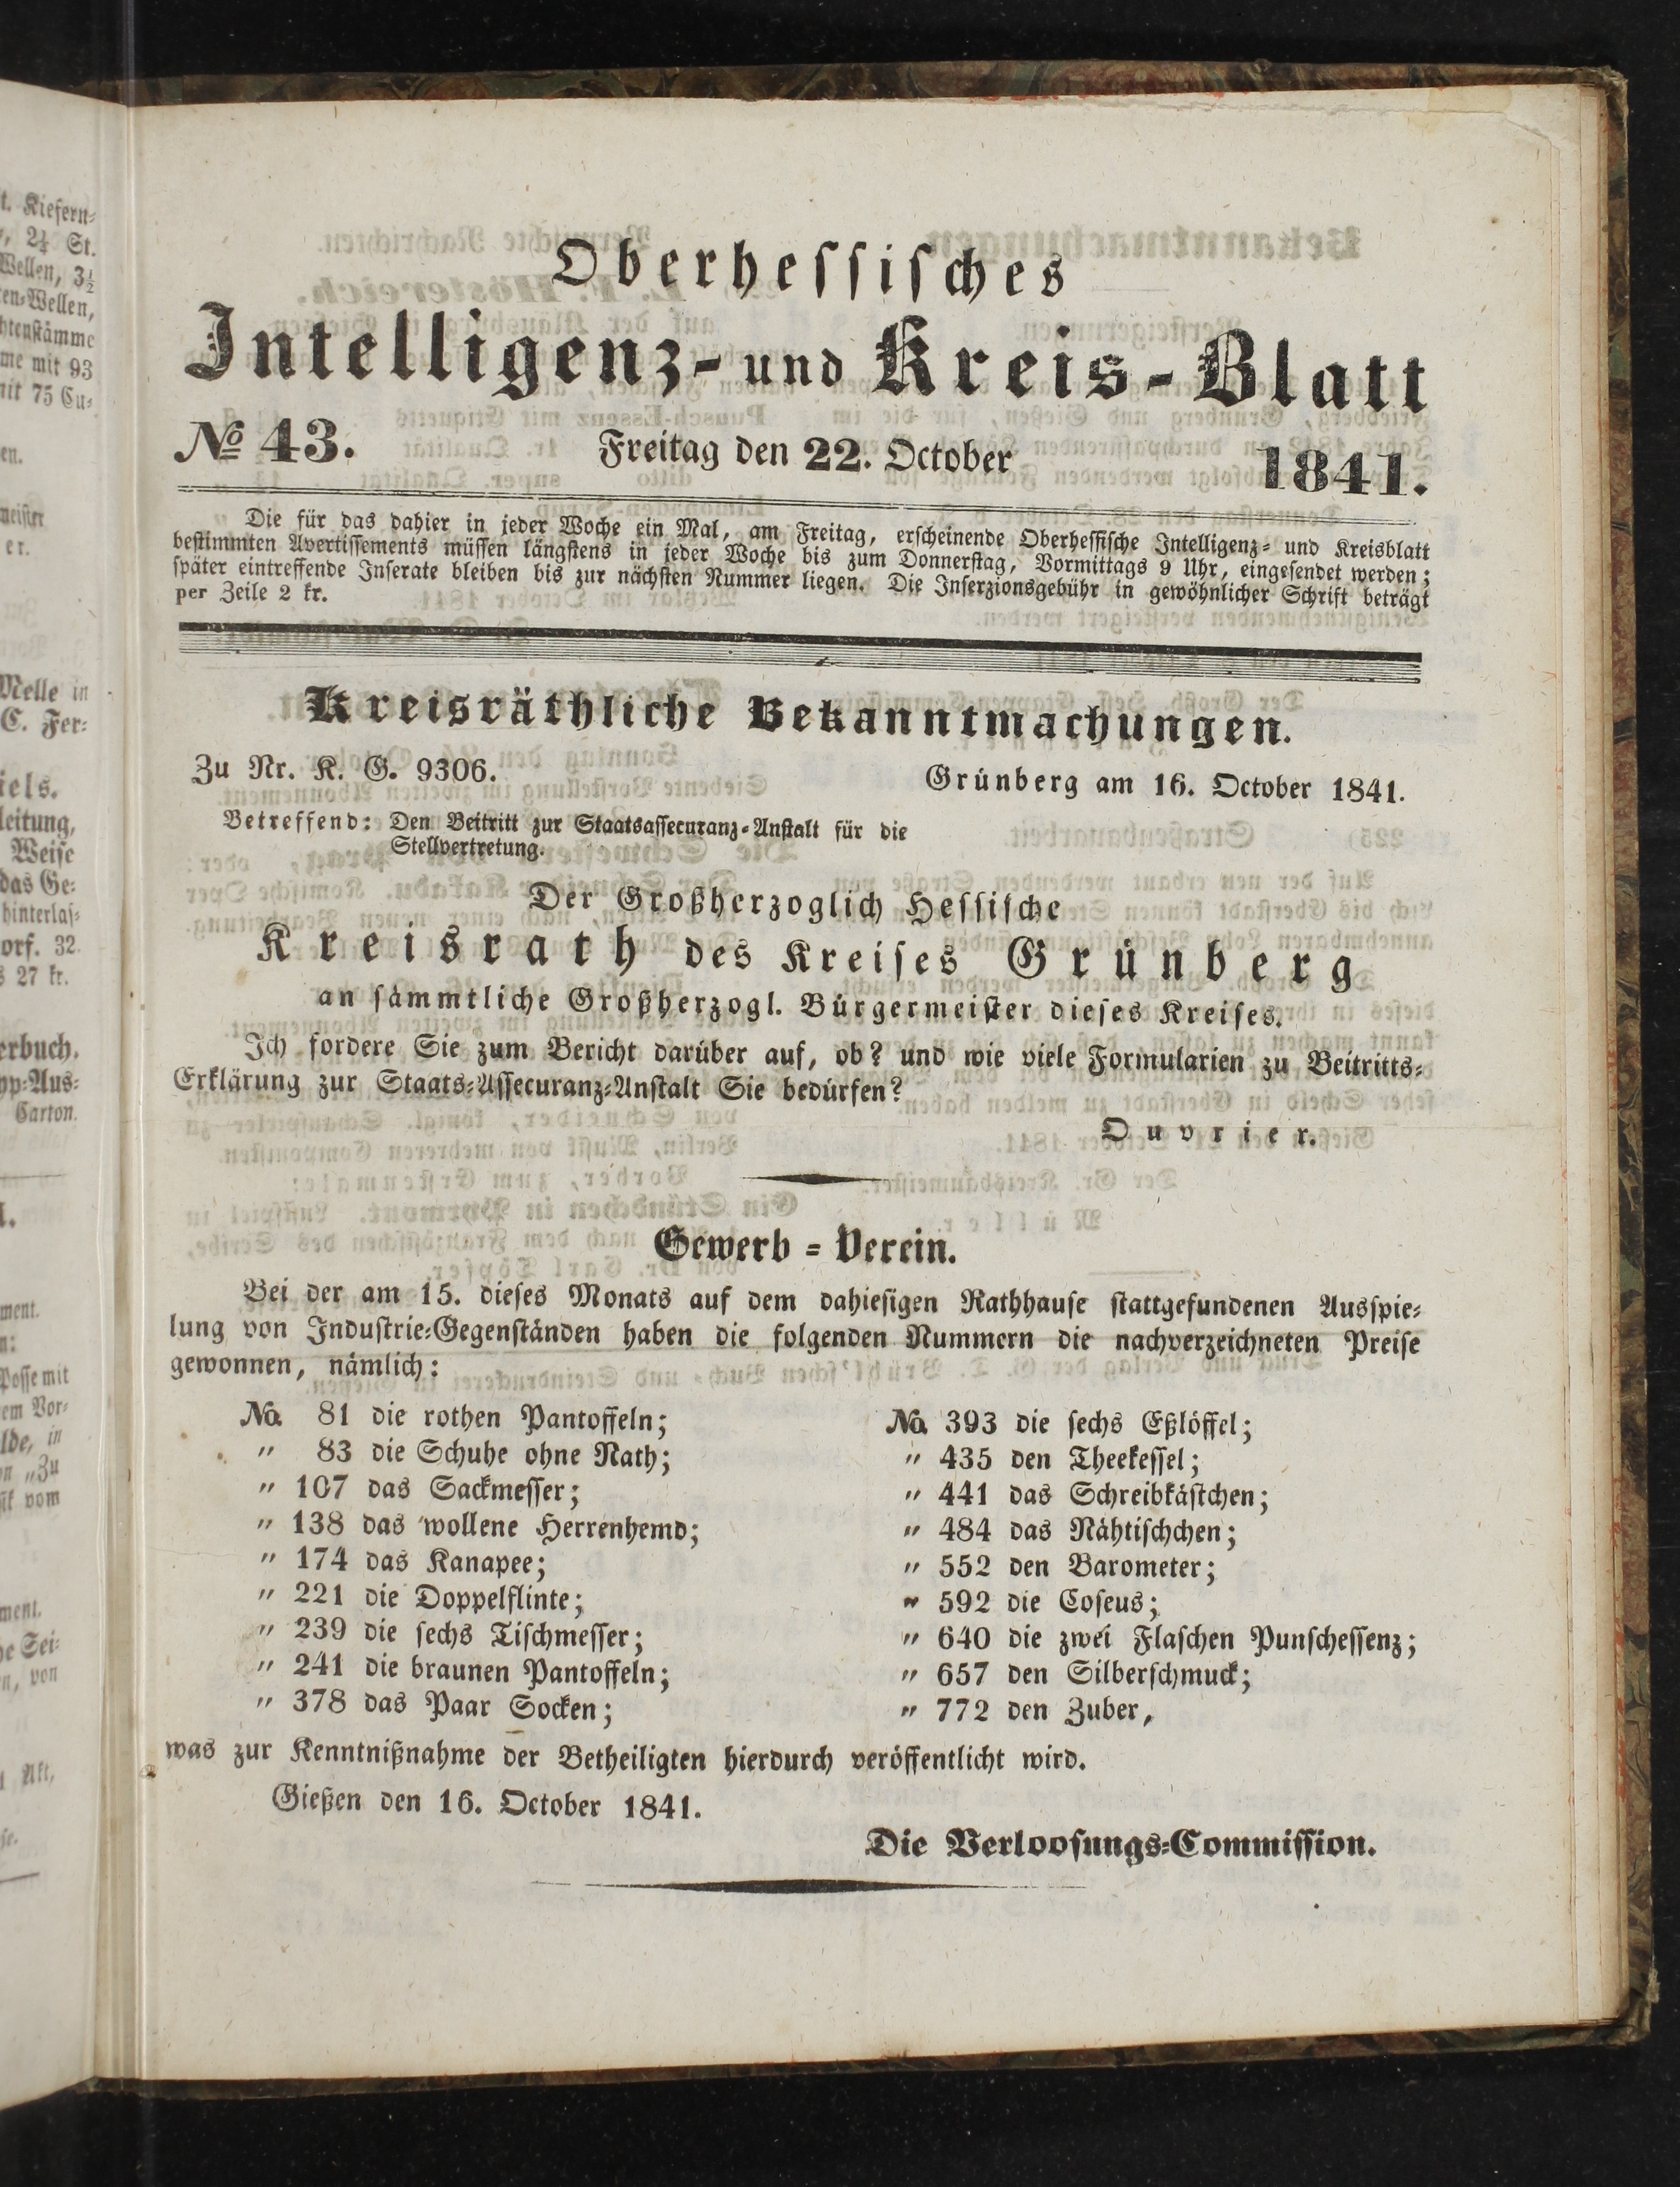 Oberhessisches
Intelligenz- und Kreis-Blatt
№ 43. Freitag den 22. October 1841.
Die für das dahier in jeder Woche ein Mal, am Freitag, erscheinende Oberhessische Intelligenz- und Kreisblatt
bestimmten Avertissements müssen längstens in jeder Woche bis zum Donnerstag, Vormittags 9 Uhr, eingesendet werden;
später eintreffende Inserate bleiben bis zur nächsten Nummer liegen. Die Inserzionsgebühr in gewöhnlicher Schrift beträgt
per Zeile 2 kr.
Kreisräthliche Bekanntmachungen.
Zu Nr. K. G. 9306. Grünberg am 16. October 1841.
Betreffend: Den Beitritt zur Staatsassecuranz-Anstalt für die
Stellvertretung.
Der Großherzoglich Hessische
Kreisrath des Kreises Grünberg
an sämmtliche Großherzogl. Bürgermeister dieses Kreises.
Ich fordere Sie zum Bericht darüber auf, ob? und wie viele Formularien zu Beitritts-
Erklärung zur Staats-Assecuranz-Anstalt Sie bedürfen?
Ouvrier.
Gewerb-Verein.
Bei der am 15. dieses Monats auf dem dahiesigen Rathhause stattgefundenen Ausspie-
lung von Industrie-Gegenständen haben die folgenden Nummern die nachverzeichneten Preise
gewonnen, nämlich:
No. 81 die rothen Pantoffeln;
" 83 die Schuhe ohne Nath;
" 107 das Sackmesser;
" 138 das wollene Herrenhemd;
" 174 das Kanapee;
" 221 die Doppelflinte;
" 239 die sechs Tischmesser;
" 241 die braunen Pantoffeln;
" 378 das Paar Socken;
No. 393 die sechs Eßlöffel;
" 435 den Theekessel;
" 441 das Schreibkästchen;
" 484 das Nähtischchen;
" 552 den Barometer;
" 592 die Coseus;
" 640 die zwei Flaschen Punschessenz;
" 657 den Silberschmuck;
" 772 den Zuber,
was zur Kenntnißnahme der Betheiligten hierdurch veröffentlicht wird.
Gießen den 16. October 1841.
Die Verloosungs-Commission.